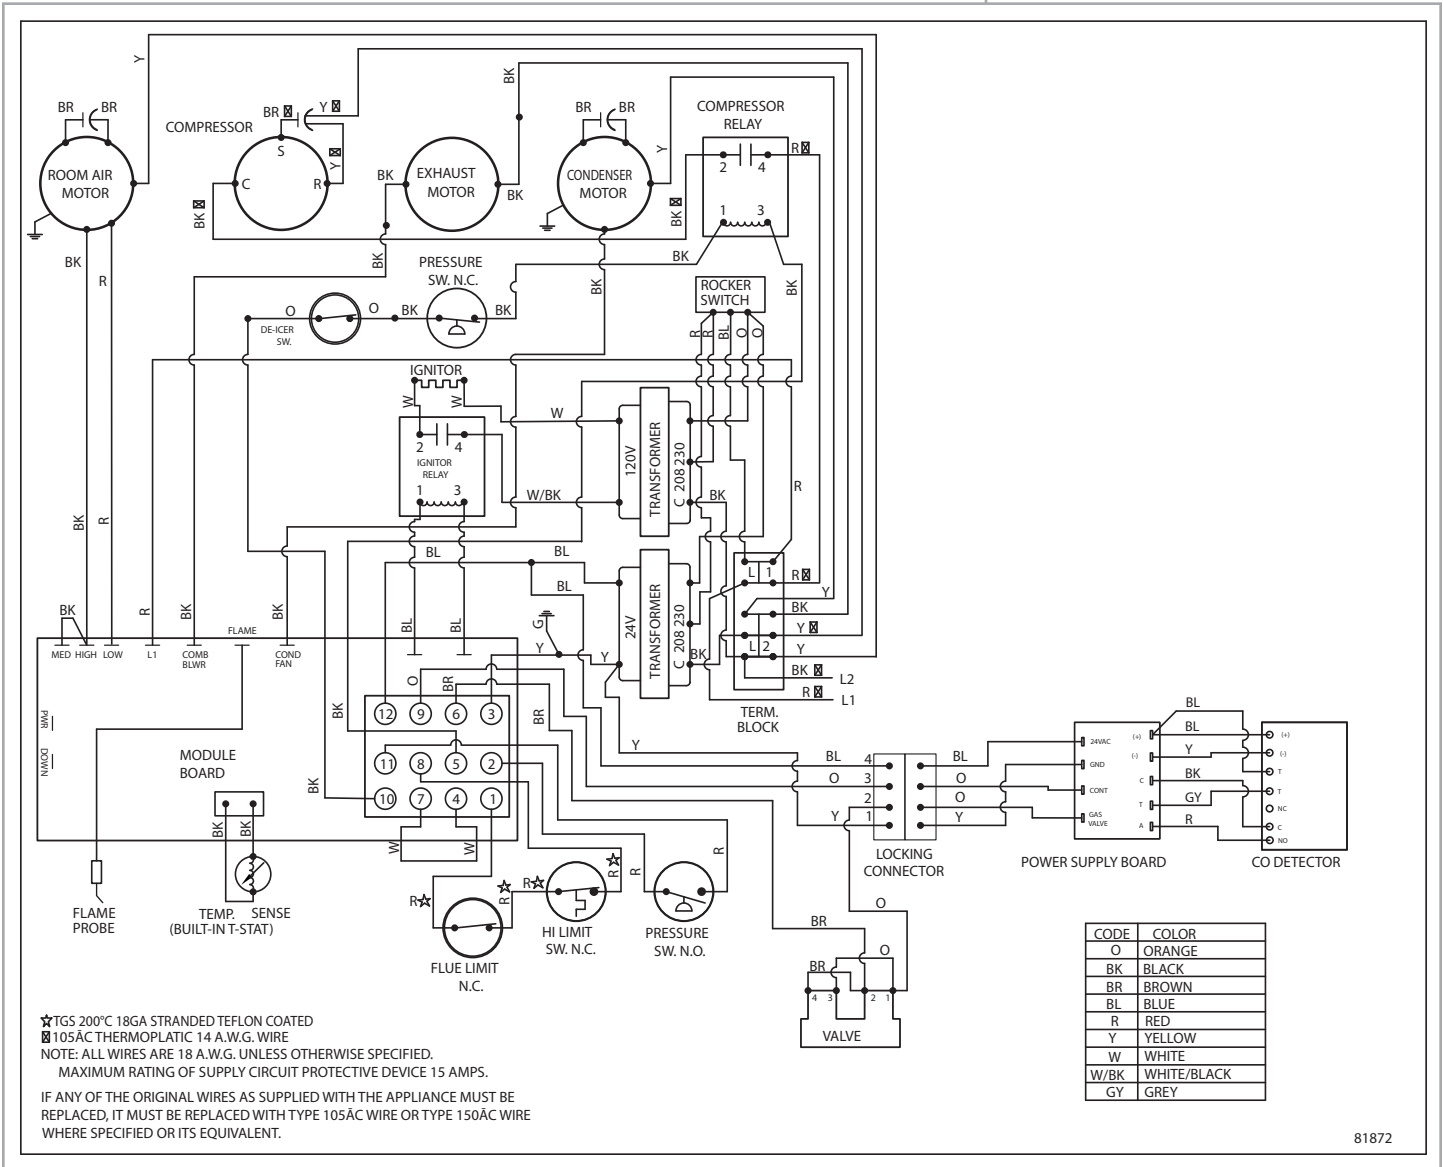 Y
BK
BR BR
COMPRESSOR
BR
Y
BR BR
COMPRESSOR
RELAY
ROOM AIR
MOTOR
S
C
R
Y
EXHAUST
MOTOR
BK
BK
CONDENSER
MOTOR
Y
R
2 4
1 3
BK
BK
BK
R
BK
BK
BK
BK
PRESSURE
SW. N.C.
O
O
BK
BK
DE-ICER
SW.
ROCKER
SWITCH
R
R
BL
O
O
IGNITOR
W
W
W
2 4
IGNITOR
RELAY
1 3
W/BK
120V
TRANSFORMER
C 208 230
BK
R
BK
R
BL
BL
BL
24V
TRANSFORMER
C 208 230
BK
L 1
R
Y
BK
Y
L 2
Y
BK
L2
R
L1
TERM.
BLOCK
BK
R
BK
BK
FLAME
BL
BL
G
Y
Y
MED HIGH LOW
L1
COMB
BLWR
COND
FAN
PWR
DOWN
MODULE
BOARD
BK
O
BR
BR
12 9 6 3
11 8 5 2
10 7 4 1
BK
Y
BK
BK
W
W
FLAME
PROBE
TEMP. SENSE
(BUILT-IN T-STAT)
R
R
R
R
R
R
FLUE LIMIT
N.C.
HI LIMIT
SW. N.C.
PRESSURE
SW. N.O.
BL 4 BL
O 3 O
2 O
Y 1 Y
LOCKING
CONNECTOR
24VAC
GND
CONT
GAS
VALVE
(+)
(-)
C
T
A
POWER SUPPLY BOARD
BL
BL
Y
BK
GY
R
(+)
(-)
T
T
NC
C
NO
CO DETECTOR
O
BR
O
BR
4 3 2 1
VALVE
CODE COLOR
O ORANGE
BK BLACK
BR BROWN
BL BLUE
R RED
Y YELLOW
W WHITE
W/BK WHITE/BLACK
GY GREY
TGS 200°C 18GA STRANDED TEFLON COATED
105ÃC THERMOPLATIC 14 A.W.G. WIRE
NOTE: ALL WIRES ARE 18 A.W.G. UNLESS OTHERWISE SPECIFIED.
MAXIMUM RATING OF SUPPLY CIRCUIT PROTECTIVE DEVICE 15 AMPS.
IF ANY OF THE ORIGINAL WIRES AS SUPPLIED WITH THE APPLIANCE MUST BE
REPLACED, IT MUST BE REPLACED WITH TYPE 105ÃC WIRE OR TYPE 150ÃC WIRE
WHERE SPECIFIED OR ITS EQUIVALENT.
81872